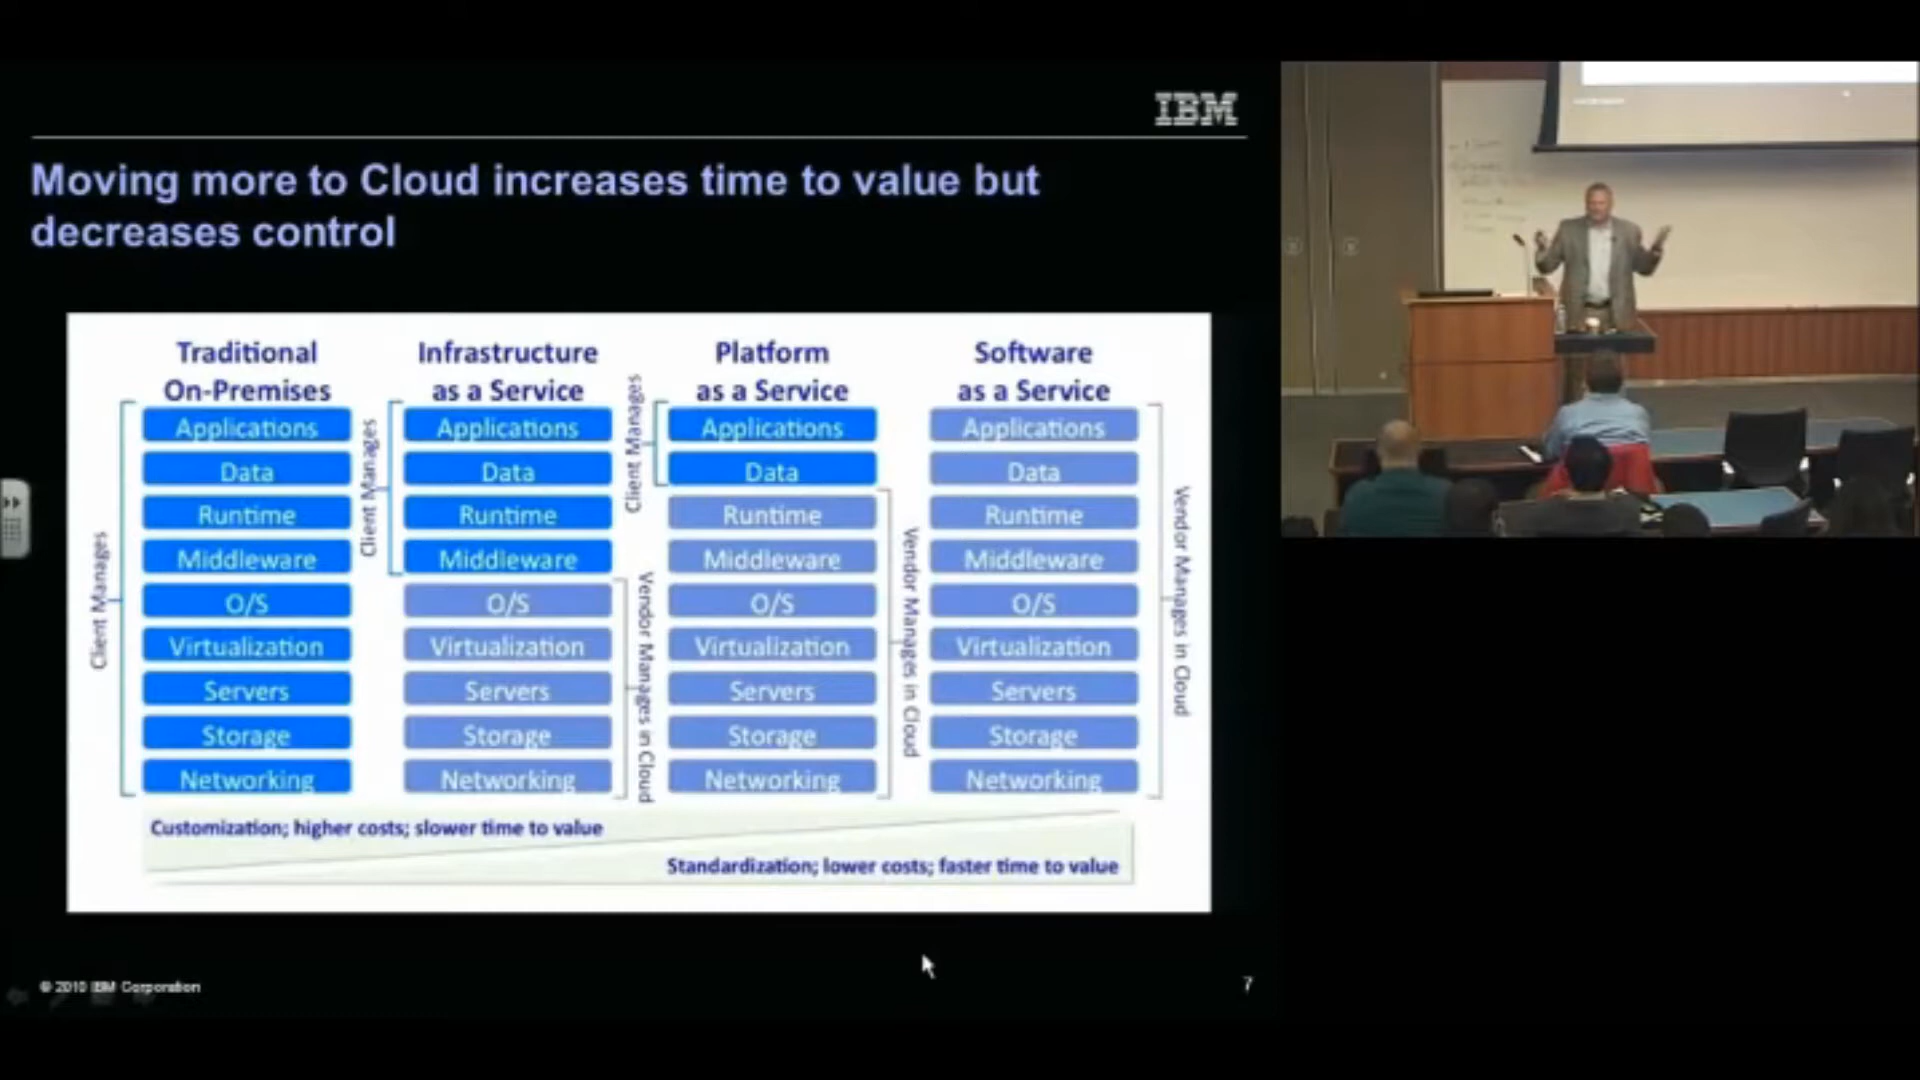 IBM
Moving more to Cloud increases time to value but
decreases control
Traditional
On-Premises
Client Manages
Applications
Data
Runtime
Middleware
O/S
Virtualization
Servers
Storage
Networking
Infrastructure
as a Service
Client Manages
Applications
Data
Runtime
Middleware
O/S
Virtualization
Servers
Storage
Networking
Vendor Manages in Cloud
Platform
as a Service
Client Manages
Applications
Data
Runtime
Middleware
O/S
Virtualization
Servers
Storage
Networking
Vendor Manages in Cloud
Software
as a Service
Applications
Data
Runtime
Middleware
O/S
Virtualization
Servers
Storage
Networking
Vendor Manages in Cloud
Customization; higher costs; slower time to value
Standardization; lower costs; faster time to value
© 2010 IBM Corporation
7